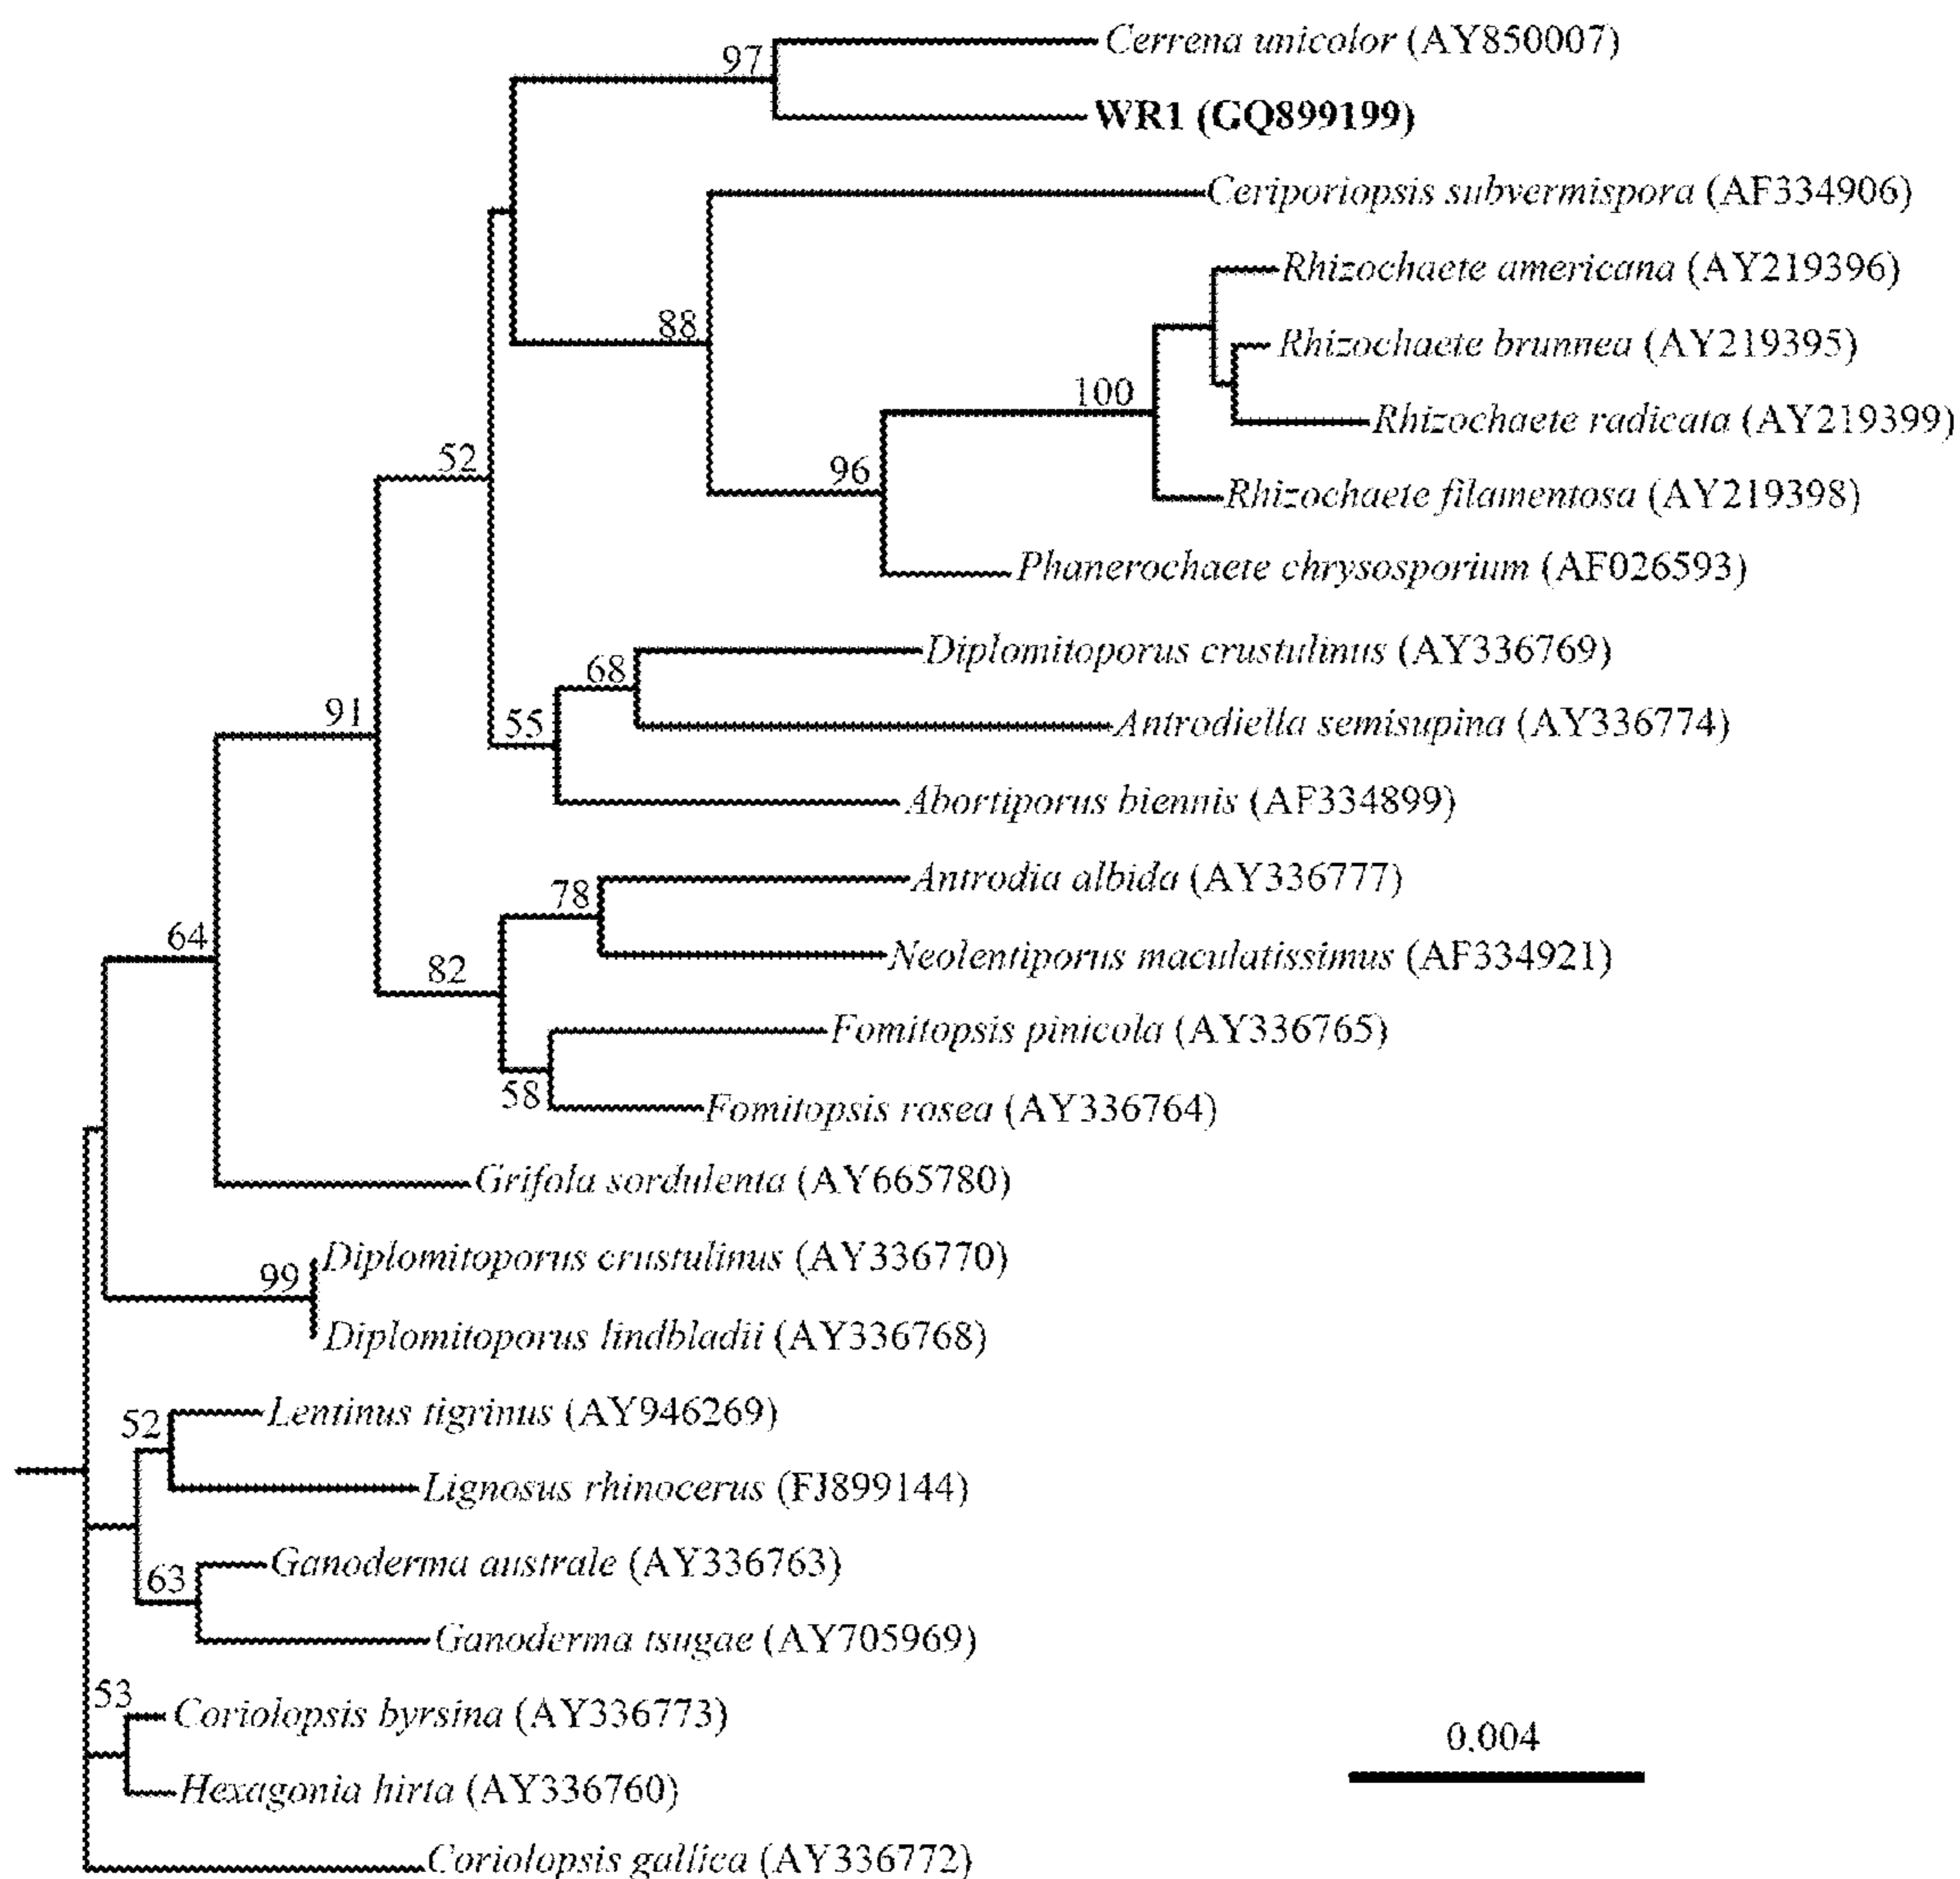 97
Cerrena unicolor (AY850007)
WR1 (GQ899199)
Ceriporiopsis subvermispora (AF334906)
Rhizochaete americana (AY219396)
88
Rhizochaete brunnea (AY219395)
100
Rhizochaete radicata (AY219399)
52
96
Rhizochaete filamentosa (AY219398)
Phanerochaete chrysosporium (AF026593)
68
Diplomitoporus crustulinus (AY336769)
91
55
Antrodiella semisupina (AY336774)
Abortiporus biennis (AF334899)
78
Antrodia albida (AY336777)
64
82
Neolentiporus maculatissimus (AF334921)
Fomitopsis pinicola (AY336765)
58
Fomitopsis rosea (AY336764)
Grifola sordulenta (AY665780)
Diplomitoporus crustulinus (AY336770)
99
Diplomitoporus lindbladii (AY336768)
52
Lentinus tigrinus (AY946269)
Lignosus rhinocerus (FJ899144)
Ganoderma australe (AY336763)
63
Ganoderma tsugae (AY705969)
53
Coriolopsis byrsina (AY336773)
0.004
Hexagonia hirta (AY336760)
Coriolopsis gallica (AY336772)